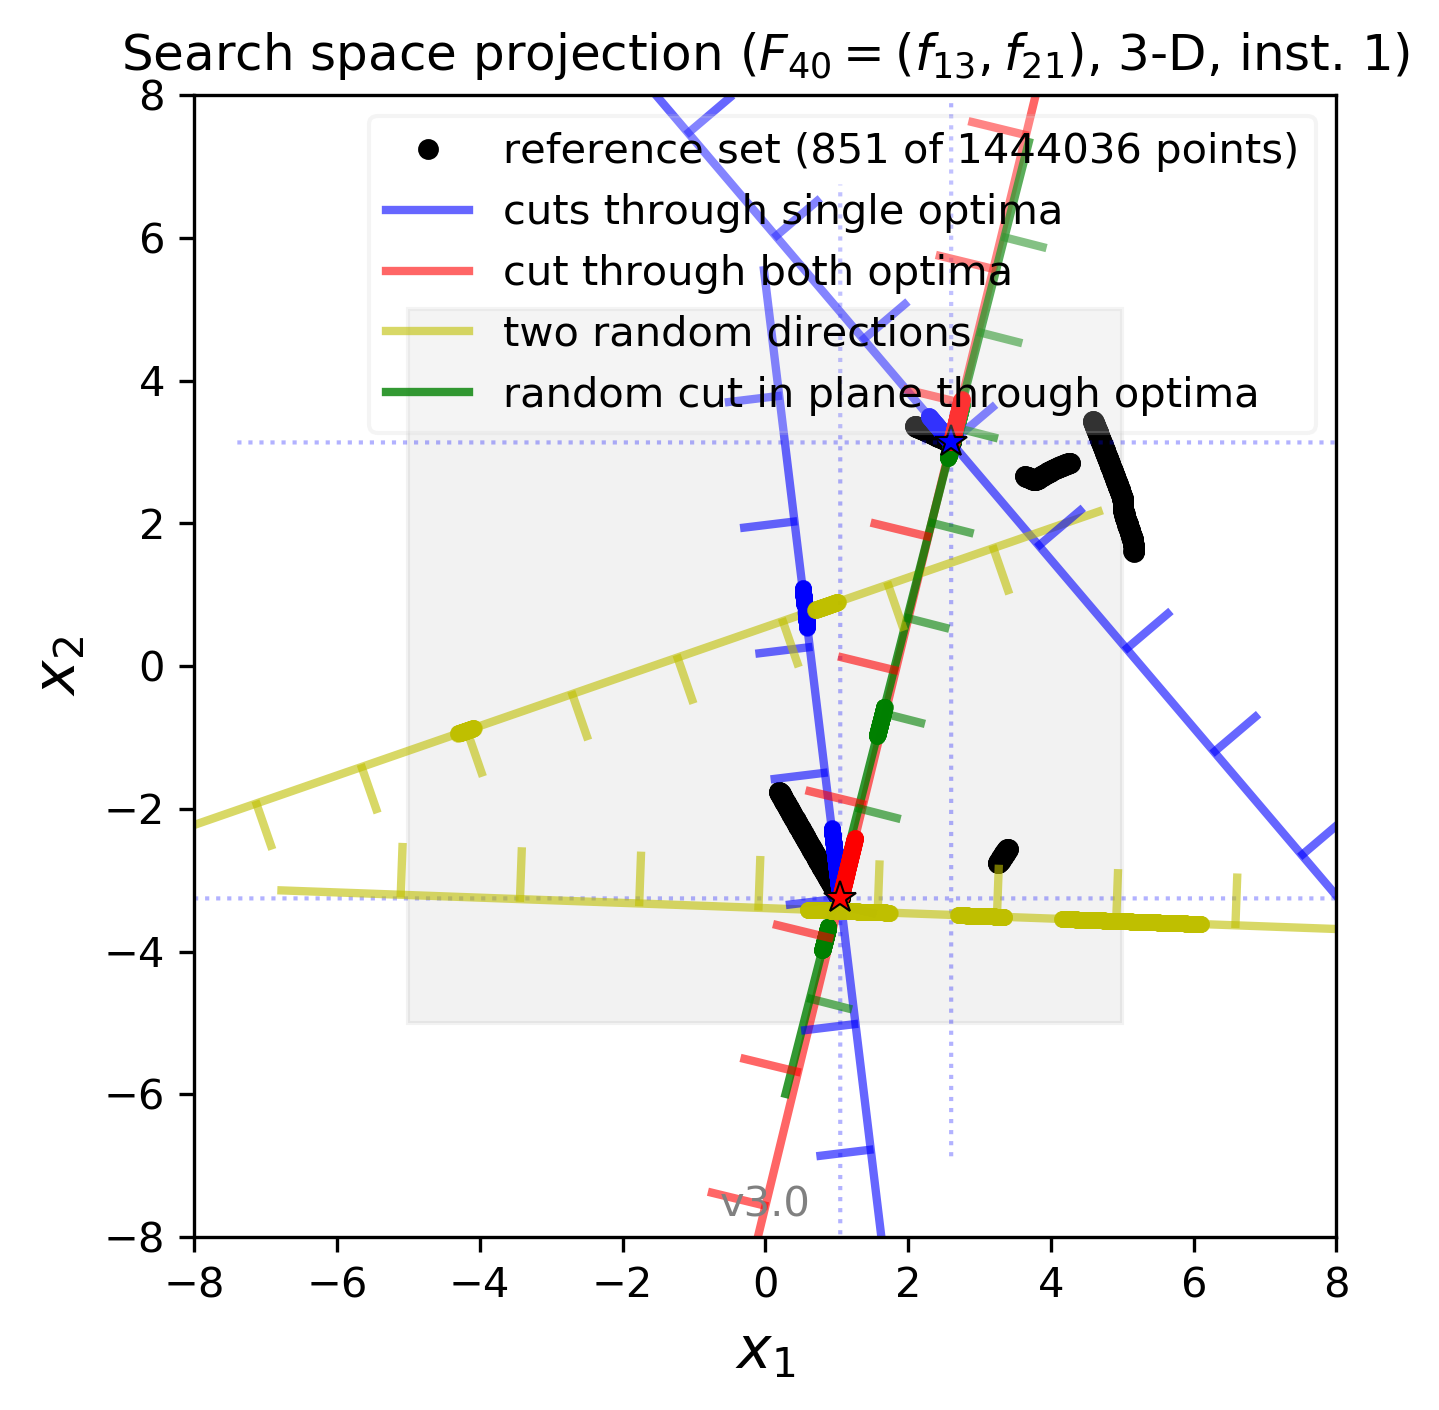 Search space projection (F₄₀ = (f₁₃, f₂₁), 3-D, inst. 1)
reference set (851 of 1444036 points)
cuts through single optima
cut through both optima
two random directions
random cut in plane through optima
8
6
4
2
0
−2
−4
−6
−8
x₂
v3.0
−8 −6 −4 −2 0 2 4 6 8
x₁